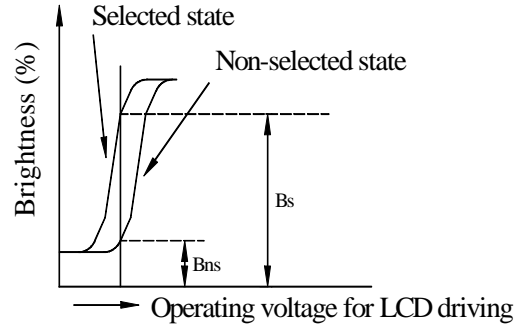 Selected state
Non-selected state
Brightness (%)
Bs
Bns
Operating voltage for LCD driving